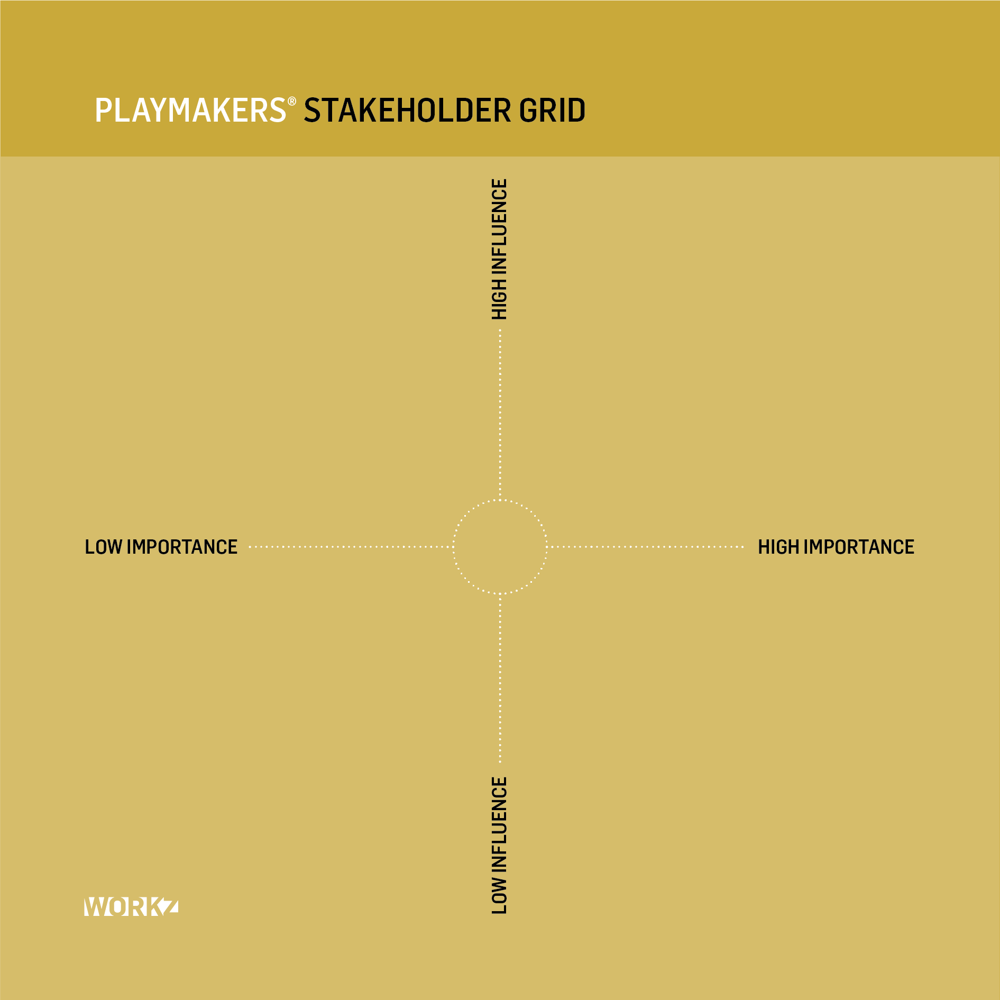 PLAYMAKERS® STAKEHOLDER GRID
HIGH INFLUENCE
LOW IMPORTANCE
HIGH IMPORTANCE
LOW INFLUENCE
WORKZ